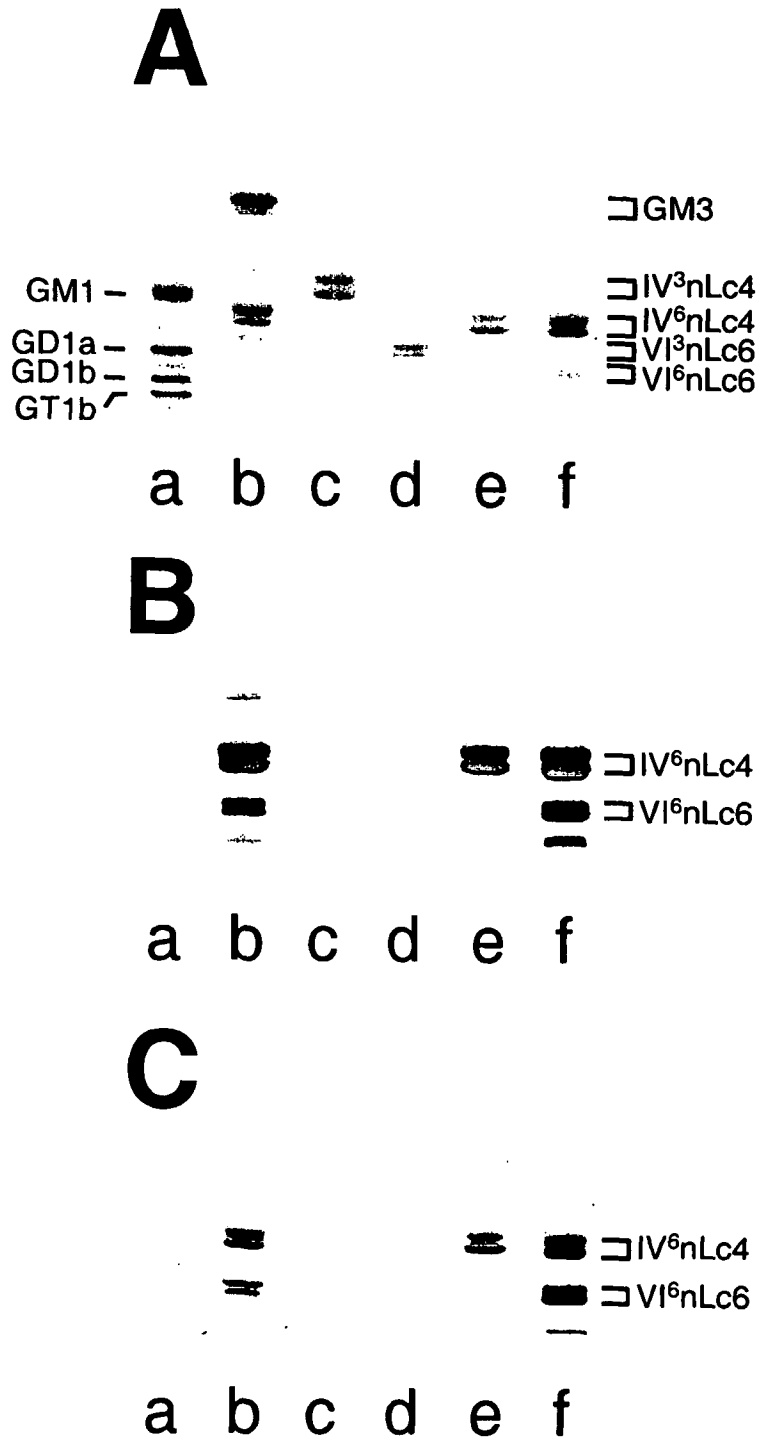 A
GM3
GM1
IV³nLc4
IV⁶nLc4
GD1a
VI³nLc6
GD1b
VI⁶nLc6
GT1b
a b c d e f
B
IV⁶nLc4
VI⁶nLc6
a b c d e f
C
IV⁶nLc4
VI⁶nLc6
a b c d e f